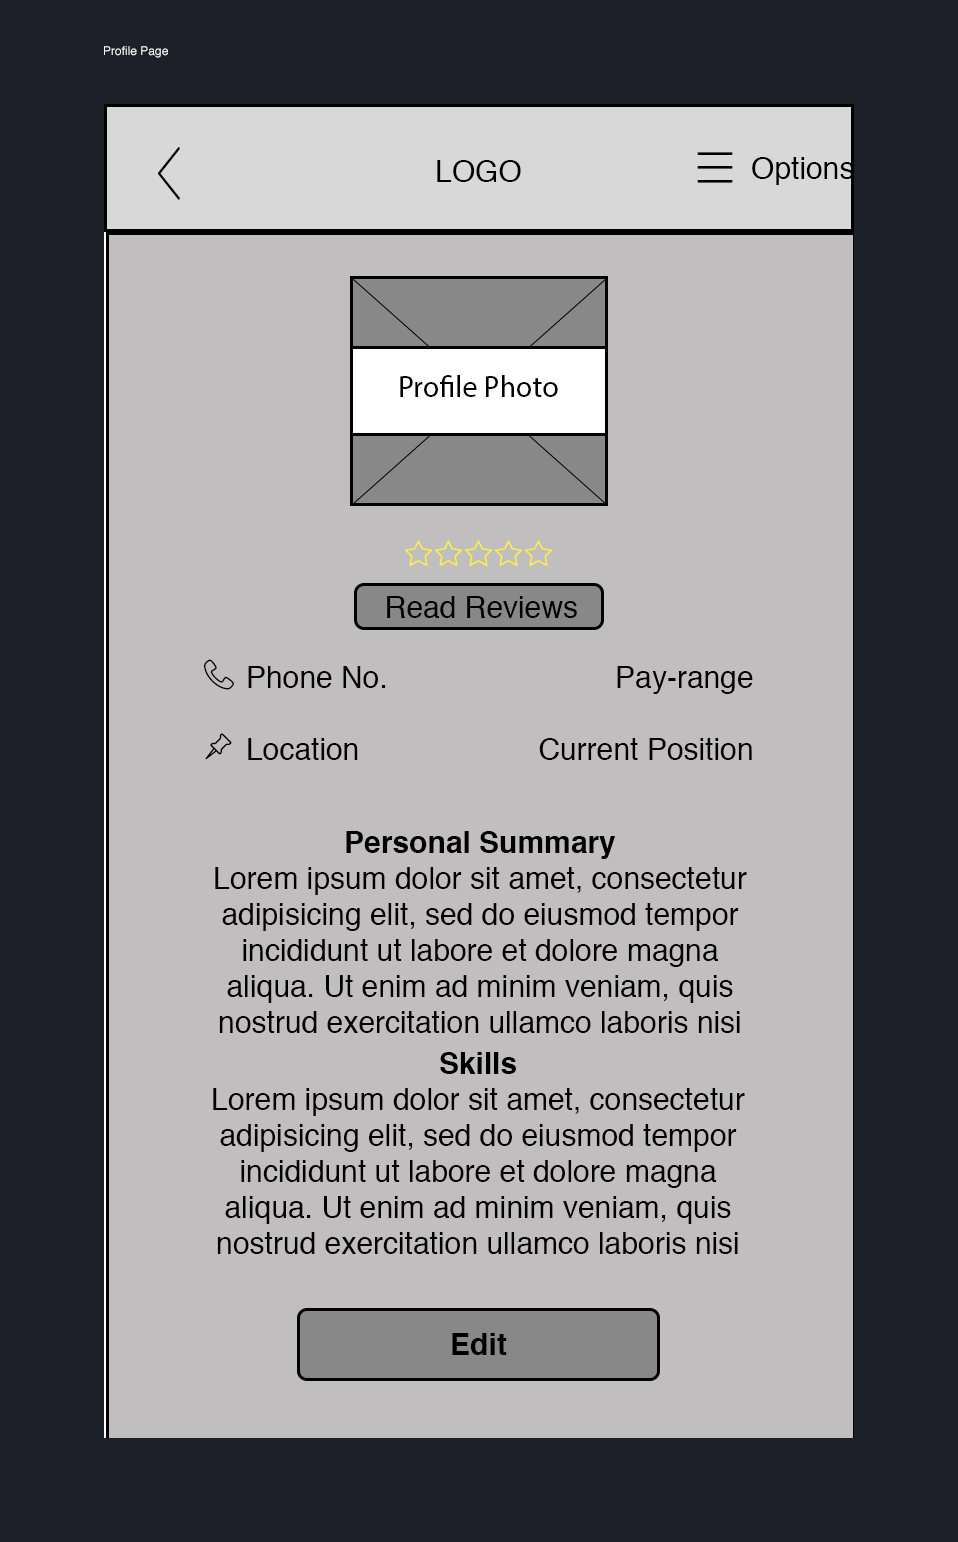 Profile Page
LOGO
Options
Profile Photo
Read Reviews
Phone No.
Pay-range
Location
Current Position
Personal Summary
Lorem ipsum dolor sit amet, consectetur
adipisicing elit, sed do eiusmod tempor
incididunt ut labore et dolore magna
aliqua. Ut enim ad minim veniam, quis
nostrud exercitation ullamco laboris nisi
Skills
Lorem ipsum dolor sit amet, consectetur
adipisicing elit, sed do eiusmod tempor
incididunt ut labore et dolore magna
aliqua. Ut enim ad minim veniam, quis
nostrud exercitation ullamco laboris nisi
Edit